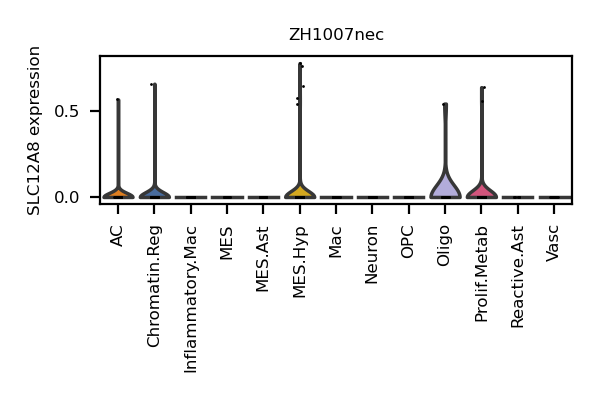 ZH1007nec
SLC12A8 expression
0.5
0.0
AC
Chromatin.Reg
Inflammatory.Mac
MES
MES.Ast
MES.Hyp
Mac
Neuron
OPC
Oligo
Prolif.Metab
Reactive.Ast
Vasc